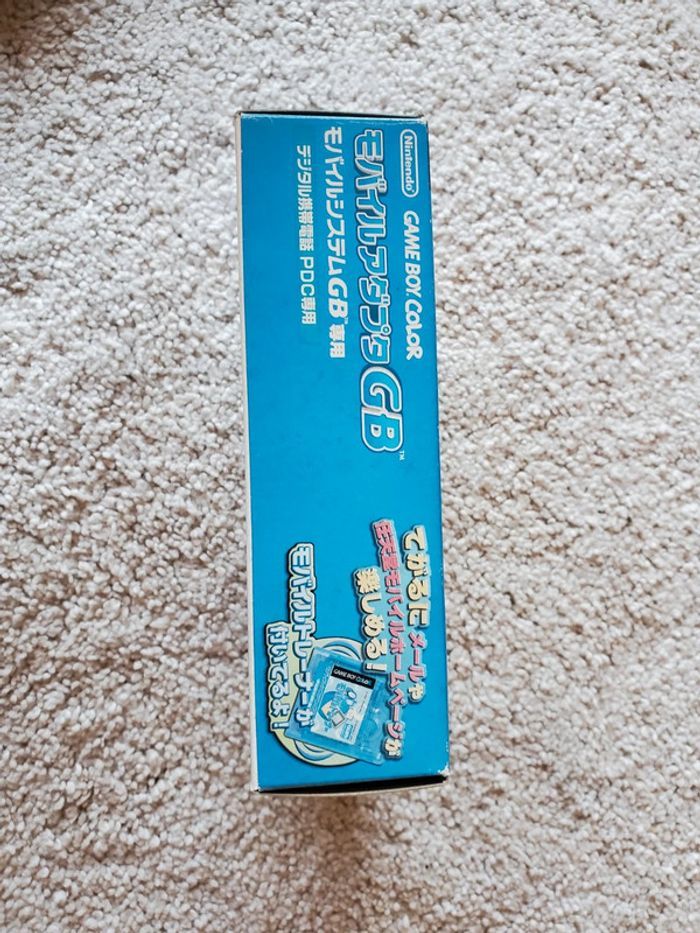 Nintendo®
GAME BOY COLOR
モバイルアダプタGB™
モバイルシステムGB™専用
デジタル携帯電話 PDC専用
てがるにメールや
任天堂モバイルホームページが
楽しめる!
モバイルトレーナーが
付いてるよ!
GAME BOY COLOR